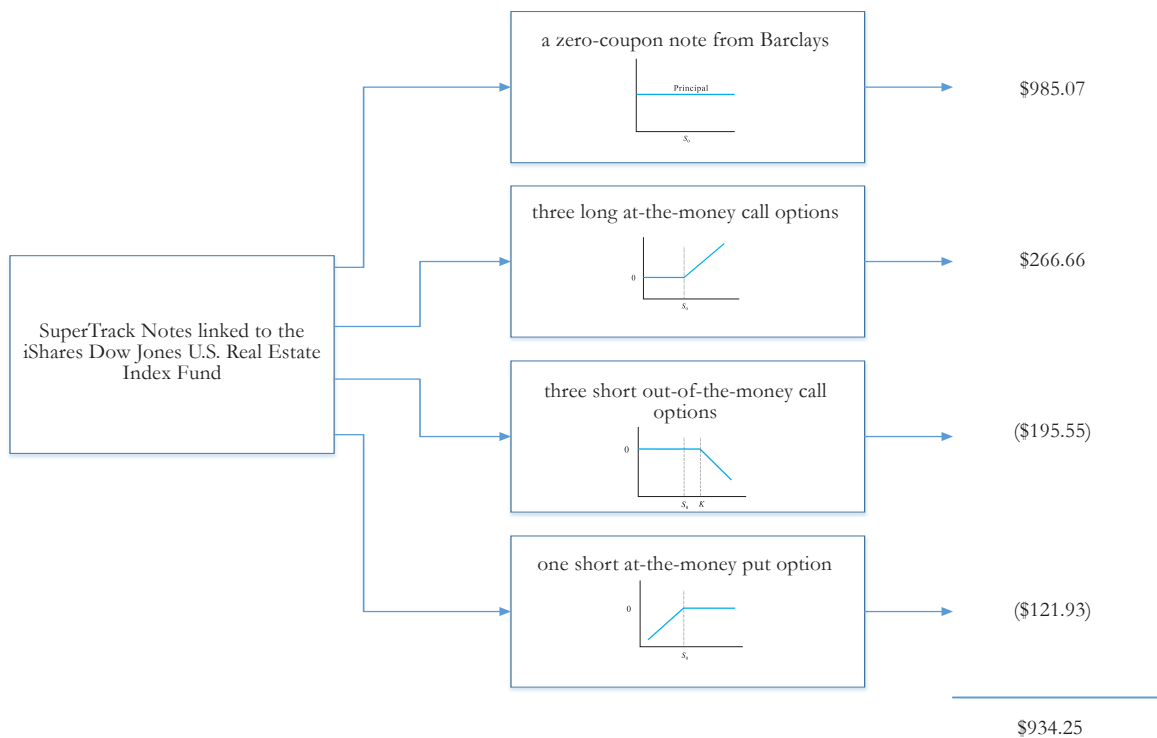 a zero-coupon note from Barclays
Principal
S0
$985.07
three long at-the-money call options
0
S0
$266.66
SuperTrack Notes linked to the
iShares Dow Jones U.S. Real Estate
Index Fund
three short out-of-the-money call
options
0
S0 K
($195.55)
one short at-the-money put option
0
S0
($121.93)
$934.25